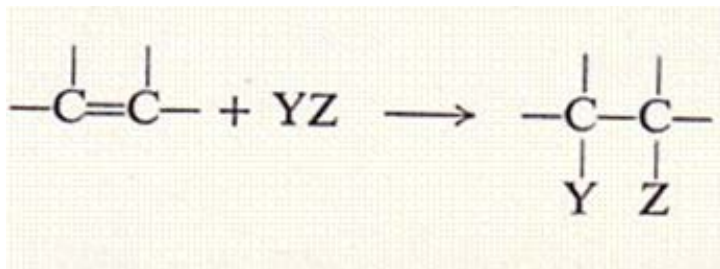 —C=C— + YZ ⟶ —C—C—
Y Z